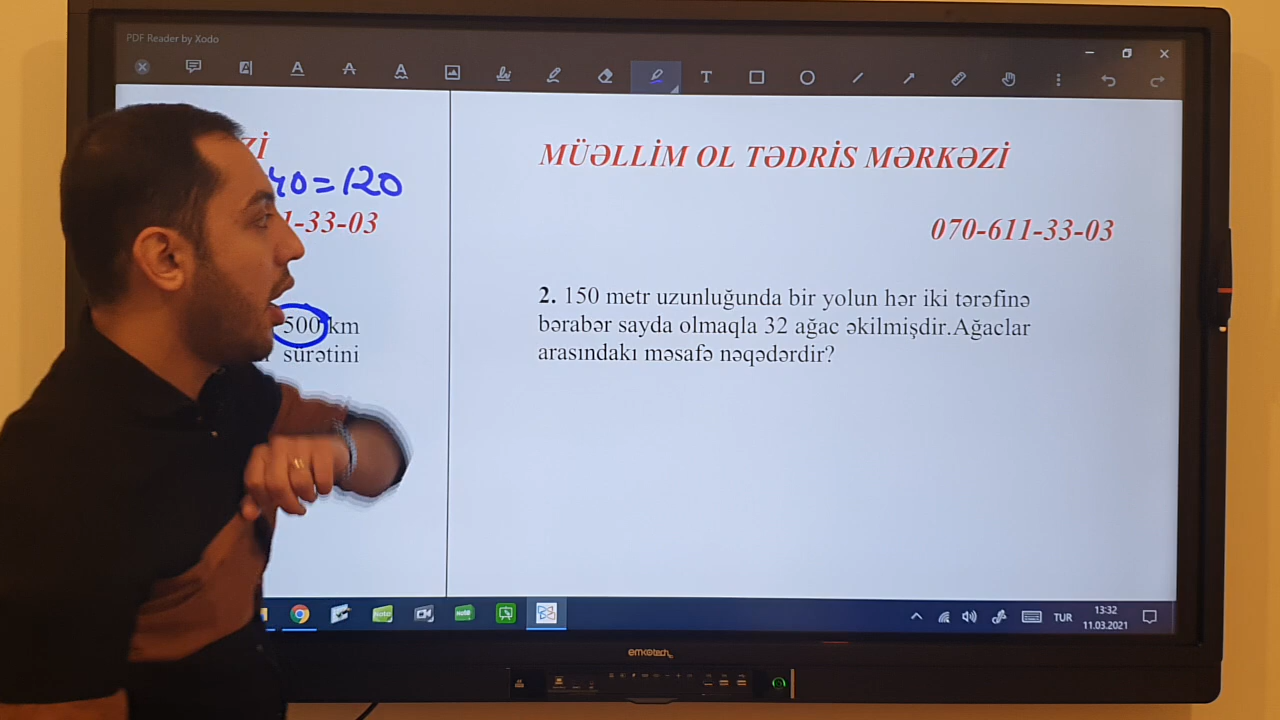 PDF Reader by Xodo
Zİ
40=120
1-33-03
500 km
sürətini
MÜƏLLİM OL TƏDRİS MƏRKƏZİ
070-611-33-03
2. 150 metr uzunluğunda bir yolun hər iki tərəfinə
bərabər sayda olmaqla 32 ağac əkilmişdir.Ağaclar
arasındakı məsafə nəqədərdir?
TUR
13:32
11.03.2021